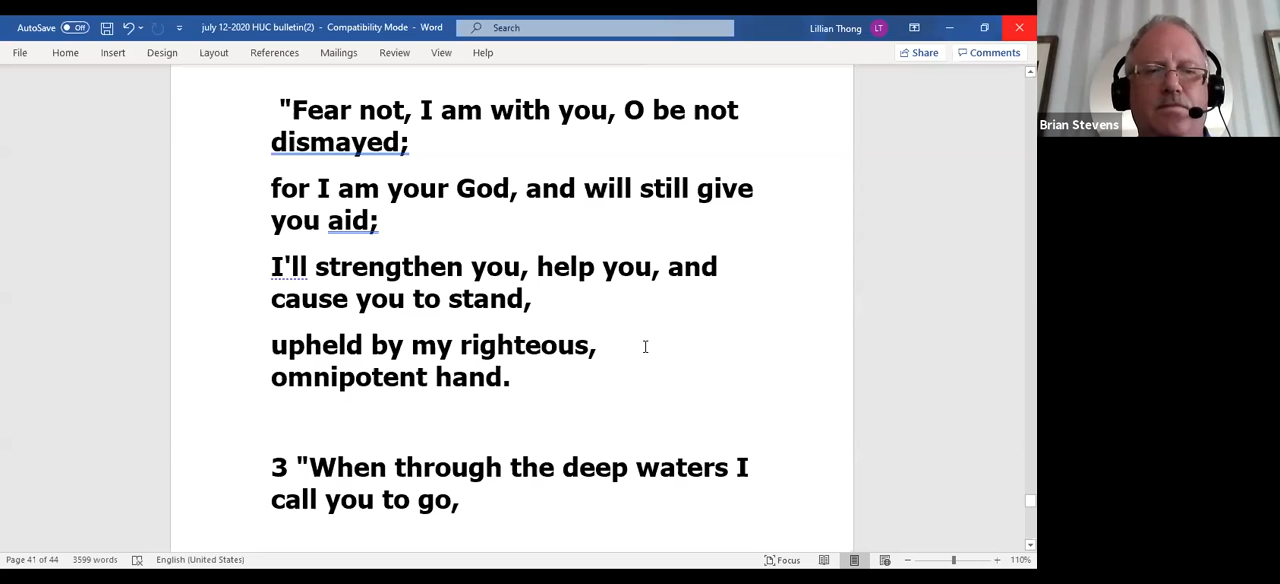 AutoSave Off july 12-2020 HUC bulletin(2) - Compatibility Mode - Word Search Lillian Thong LT
File Home Insert Design Layout References Mailings Review View Help Share Comments
"Fear not, I am with you, O be not
dismayed;
for I am your God, and will still give
you aid;
I'll strengthen you, help you, and
cause you to stand,
upheld by my righteous,
omnipotent hand.
3 "When through the deep waters I
call you to go,
Page 41 of 44 3599 words English (United States) Focus 110%
Brian Stevens